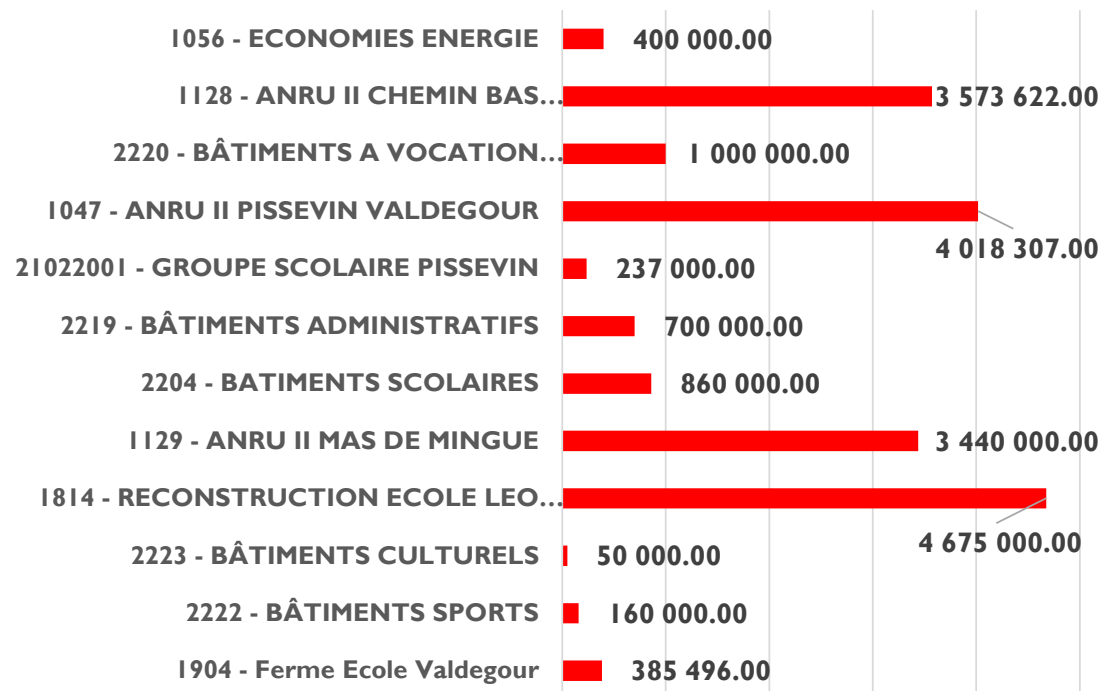 1056 - ECONOMIES ENERGIE 400 000.00
1128 - ANRU II CHEMIN BAS… 3 573 622.00
2220 - BÂTIMENTS A VOCATION… 1 000 000.00
1047 - ANRU II PISSEVIN VALDEGOUR 4 018 307.00
21022001 - GROUPE SCOLAIRE PISSEVIN 237 000.00
2219 - BÂTIMENTS ADMINISTRATIFS 700 000.00
2204 - BATIMENTS SCOLAIRES 860 000.00
1129 - ANRU II MAS DE MINGUE 3 440 000.00
1814 - RECONSTRUCTION ECOLE LEO… 4 675 000.00
2223 - BÂTIMENTS CULTURELS 50 000.00
2222 - BÂTIMENTS SPORTS 160 000.00
1904 - Ferme Ecole Valdegour 385 496.00